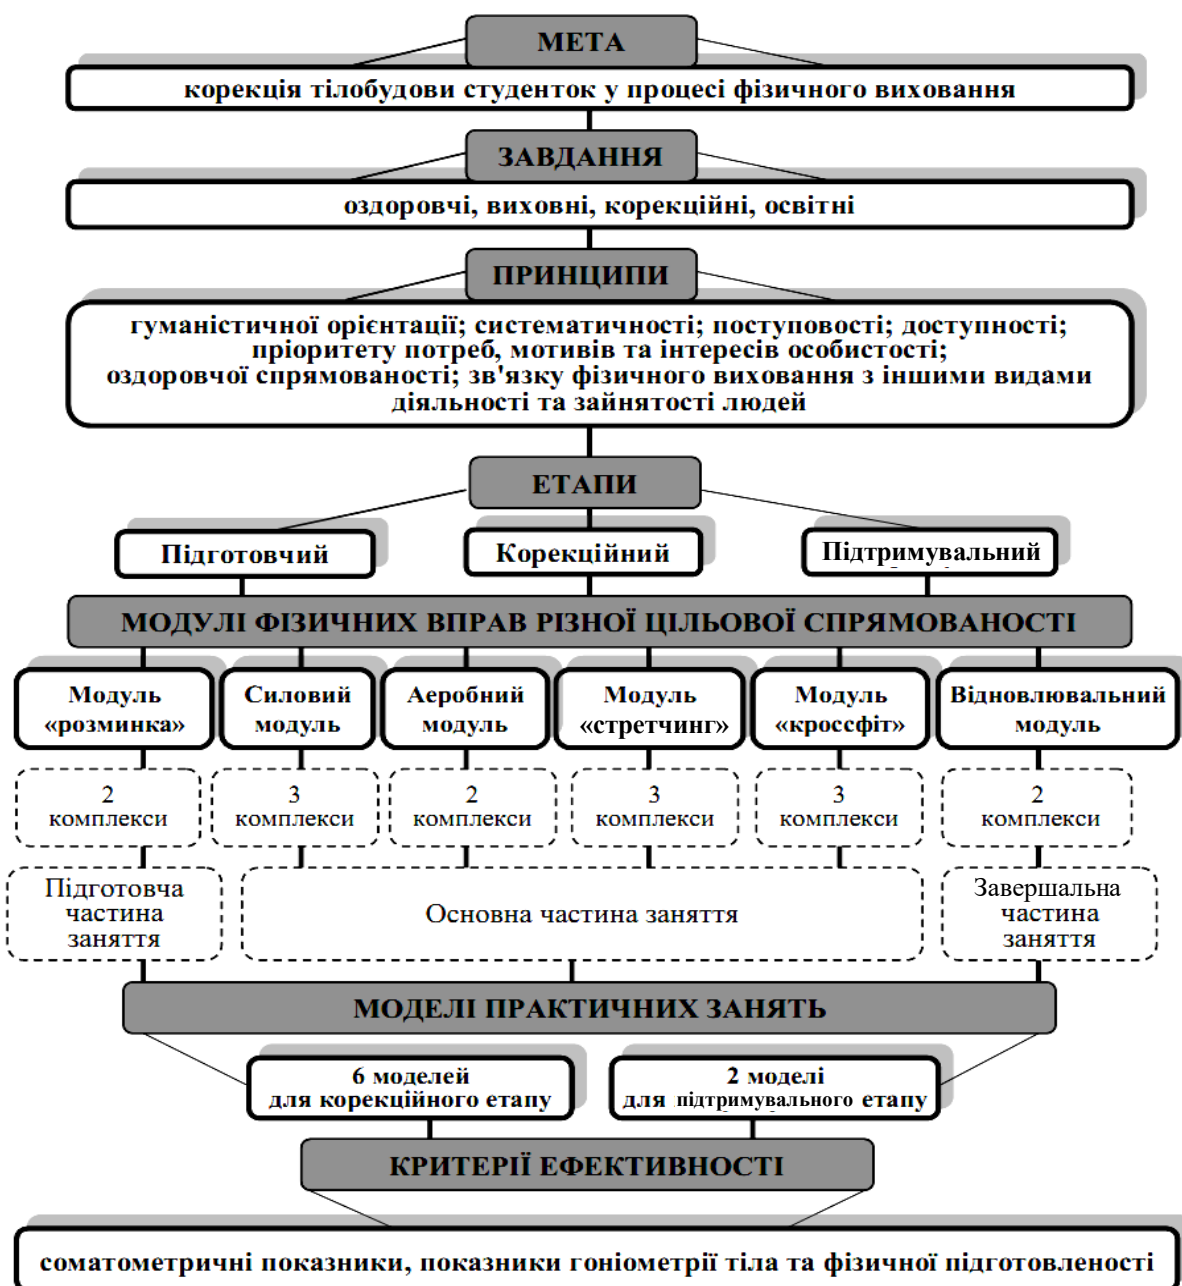 МЕТА
корекція тілобудови студенток у процесі фізичного виховання
ЗАВДАННЯ
оздоровчі, виховні, корекційні, освітні
ПРИНЦИПИ
гуманістичної орієнтації; систематичності; поступовості; доступності;
пріоритету потреб, мотивів та інтересів особистості;
оздоровчої спрямованості; зв'язку фізичного виховання з іншими видами
діяльності та зайнятості людей
ЕТАПИ
Підготовчий
Корекційний
Підтримувальний
МОДУЛІ ФІЗИЧНИХ ВПРАВ РІЗНОЇ ЦІЛЬОВОЇ СПРЯМОВАНОСТІ
Модуль
«розминка»
Силовий
модуль
Аеробний
модуль
Модуль
«стретчинг»
Модуль
«кроссфіт»
Відновлювальний
модуль
2
комплекси
3
комплекси
2
комплекси
3
комплекси
3
комплекси
2
комплекси
Підготовча
частина
заняття
Основна частина заняття
Завершальна
частина
заняття
МОДЕЛІ ПРАКТИЧНИХ ЗАНЯТЬ
6 моделей
для корекційного етапу
2 моделі
для підтримувального етапу
КРИТЕРІЇ ЕФЕКТИВНОСТІ
соматометричні показники, показники гоніометрії тіла та фізичної підготовленості